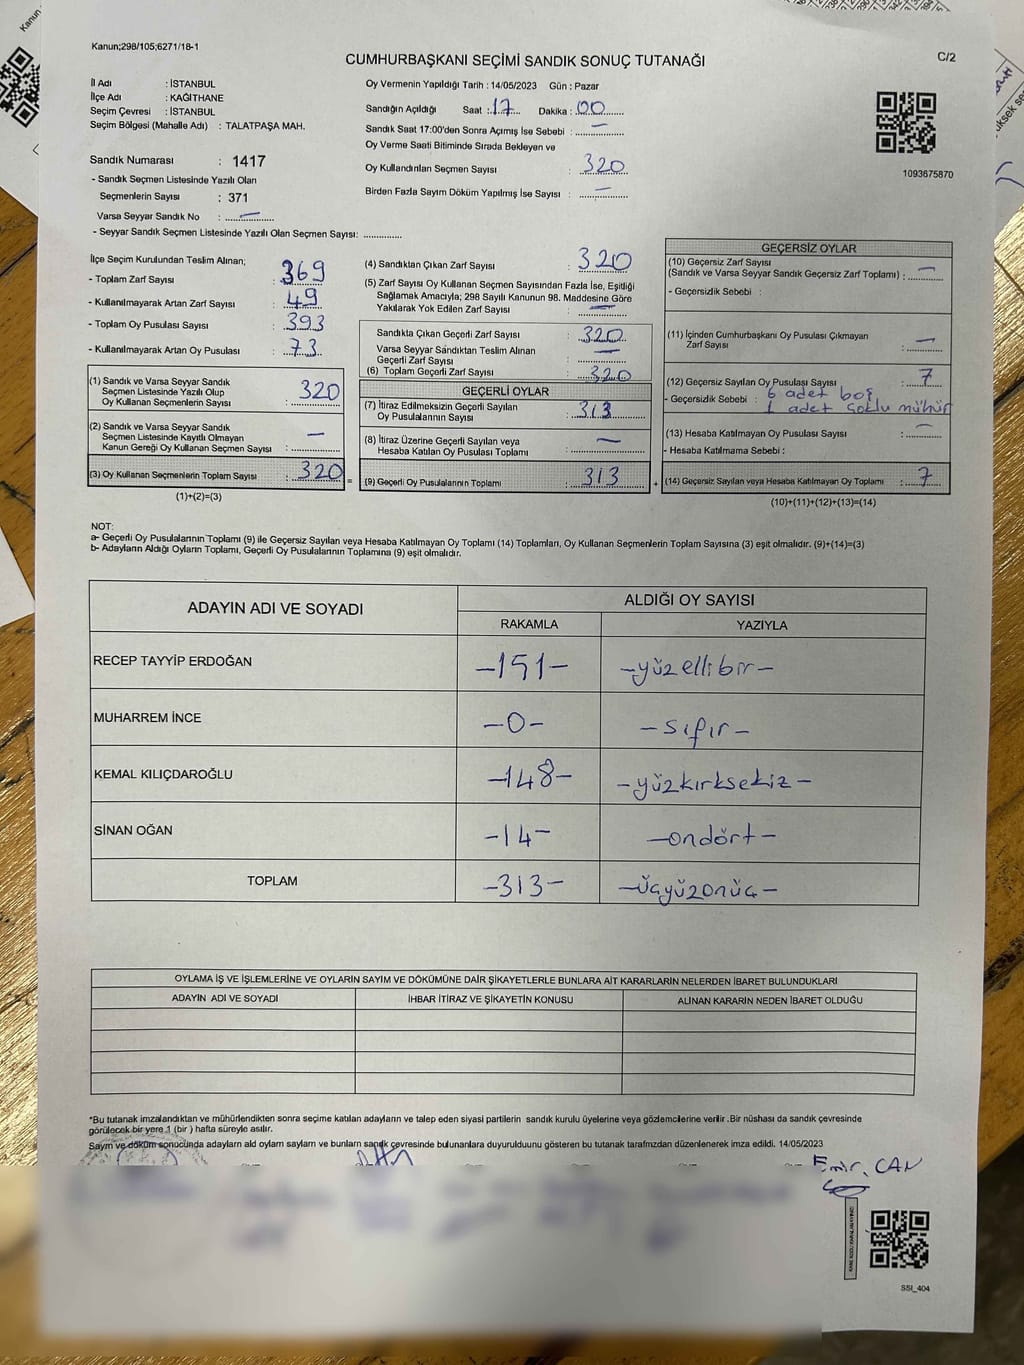 Kanun;298/105;6271/18-1
CUMHURBAŞKANI SEÇİMİ SANDIK SONUÇ TUTANAĞI
C/2
İl Adı : İSTANBUL
İlçe Adı : KAĞITHANE
Seçim Çevresi : İSTANBUL
Seçim Bölgesi (Mahalle Adı) : TALATPAŞA MAH.
Oy Vermenin Yapıldığı Tarih : 14/05/2023 Gün : Pazar
Sandığın Açıldığı Saat : 17 Dakika : 00
Sandık Saat 17:00'den Sonra Açımış İse Sebebi : —
Oy Verme Saati Bitiminde Sırada Bekleyen ve
Oy Kullandırılan Seçmen Sayısı : 320
Birden Fazla Sayım Döküm Yapılmış İse Sayısı : —
1093675870
Sandık Numarası : 1417
- Sandık Seçmen Listesinde Yazılı Olan
Seçmenlerin Sayısı : 371
Varsa Seyyar Sandık No : —
- Seyyar Sandık Seçmen Listesinde Yazılı Olan Seçmen Sayısı: ..............
İlçe Seçim Kurulundan Teslim Alınan;
- Toplam Zarf Sayısı : 369
- Kullanılmayarak Artan Zarf Sayısı : 49
- Toplam Oy Pusulası Sayısı : 393
- Kullanılmayarak Artan Oy Pusulası : 73
(1) Sandık ve Varsa Seyyar Sandık
Seçmen Listesinde Yazılı Olup
Oy Kullanan Seçmenlerin Sayısı : 320
(2) Sandık ve Varsa Seyyar Sandık
Seçmen Listesinde Kayıtlı Olmayan
Kanun Gereği Oy Kullanan Seçmen Sayısı : —
(3) Oy Kullanan Seçmenlerin Toplam Sayısı : 320 =
(1)+(2)=(3)
(4) Sandıktan Çıkan Zarf Sayısı : 320
(5) Zarf Sayısı Oy Kullanan Seçmen Sayısından Fazla İse, Eşitliği
Sağlamak Amacıyla; 298 Sayılı Kanunun 98. Maddesine Göre
Yakılarak Yok Edilen Zarf Sayısı : —
Sandıkta Çıkan Geçerli Zarf Sayısı : 320
Varsa Seyyar Sandıktan Teslim Alınan
Geçerli Zarf Sayısı : —
(6) Toplam Geçerli Zarf Sayısı : 320
GEÇERLİ OYLAR
(7) İtiraz Edilmeksizin Geçerli Sayılan
Oy Pusulalarının Sayısı : 313
(8) İtiraz Üzerine Geçerli Sayılan veya
Hesaba Katılan Oy Pusulası Toplamı : —
(9) Geçerli Oy Pusulalarının Toplamı : 313 +
GEÇERSİZ OYLAR
(10) Geçersiz Zarf Sayısı
(Sandık ve Varsa Seyyar Sandık Geçersiz Zarf Toplamı) : —
- Geçersizlik Sebebi :
(11) İçinden Cumhurbaşkanı Oy Pusulası Çıkmayan
Zarf Sayısı : —
(12) Geçersiz Sayılan Oy Pusulası Sayısı : 7
- Geçersizlik Sebebi : 6 adet boş
1 adet çoklu mühür
(13) Hesaba Katılmayan Oy Pusulası Sayısı : —
- Hesaba Katılmama Sebebi :
(14) Geçersiz Sayılan veya Hesaba Katılmayan Oy Toplamı : 7
(10)+(11)+(12)+(13)=(14)
NOT:
a- Geçerli Oy Pusulalarının Toplamı (9) ile Geçersiz Sayılan veya Hesaba Katılmayan Oy Toplamı (14) Toplamları, Oy Kullanan Seçmenlerin Toplam Sayısına (3) eşit olmalıdır. (9)+(14)=(3)
b- Adayların Aldığı Oyların Toplamı, Geçerli Oy Pusulalarının Toplamına (9) eşit olmalıdır.
ADAYIN ADI VE SOYADI
ALDIĞI OY SAYISI
RAKAMLA YAZIYLA
RECEP TAYYİP ERDOĞAN -151- -yüzellibir-
MUHARREM İNCE -0- -sıfır-
KEMAL KILIÇDAROĞLU -148- -yüzkırksekiz-
SİNAN OĞAN -14- -ondört-
TOPLAM -313- -üçyüzonüç-
OYLAMA İŞ VE İŞLEMLERİNE VE OYLARIN SAYIM VE DÖKÜMÜNE DAİR ŞİKAYETLERLE BUNLARA AİT KARARLARIN NELERDEN İBARET BULUNDUKLARI
ADAYIN ADI VE SOYADI İHBAR İTİRAZ VE ŞİKAYETİN KONUSU ALINAN KARARIN NEDEN İBARET OLDUĞU
*Bu tutanak imzalandıktan ve mühürlendikten sonra seçime katılan adayların ve talep eden siyasi partilerin sandık kurulu üyelerine veya gözlemcilerine verilir .Bir nüshası da sandık çevresinde
görülecek bir yere 1 (bir ) hafta süreyle asılır.
Sayım ve döküm sonucunda adayların ald oyların sayıların ve bunların sandık çevresinde bulunanlara duyurulduunu gösteren bu tutanak tarafımızdan düzenlenerek imza edildi. 14/05/2023
Emir CAN
SSI_404